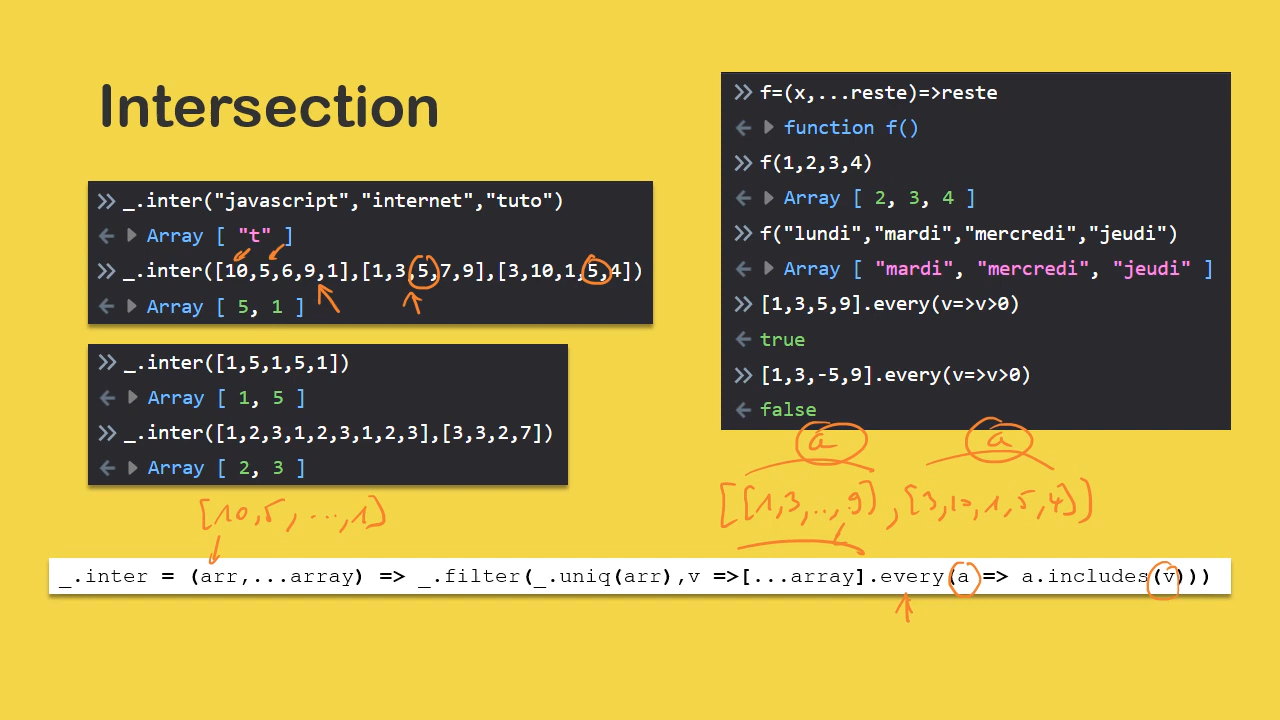 Intersection
>> _.inter("javascript","internet","tuto")
Array [ "t" ]
>> _.inter([10,5,6,9,1],[1,3,5,7,9],[3,10,1,5,4])
Array [ 5, 1 ]
>> _.inter([1,5,1,5,1])
Array [ 1, 5 ]
>> _.inter([1,2,3,1,2,3,1,2,3],[3,3,2,7])
Array [ 2, 3 ]
>> f=(x,...reste)=>reste
function f()
>> f(1,2,3,4)
Array [ 2, 3, 4 ]
>> f("lundi","mardi","mercredi","jeudi")
Array [ "mardi", "mercredi", "jeudi" ]
>> [1,3,5,9].every(v=>v>0)
true
>> [1,3,-5,9].every(v=>v>0)
false
a a
[10,5,...,1]
[[1,3,..,9],[3,10,1,5,4]]
_.inter = (arr,...array) => _.filter(_.uniq(arr),v =>[...array].every(a => a.includes(v)))